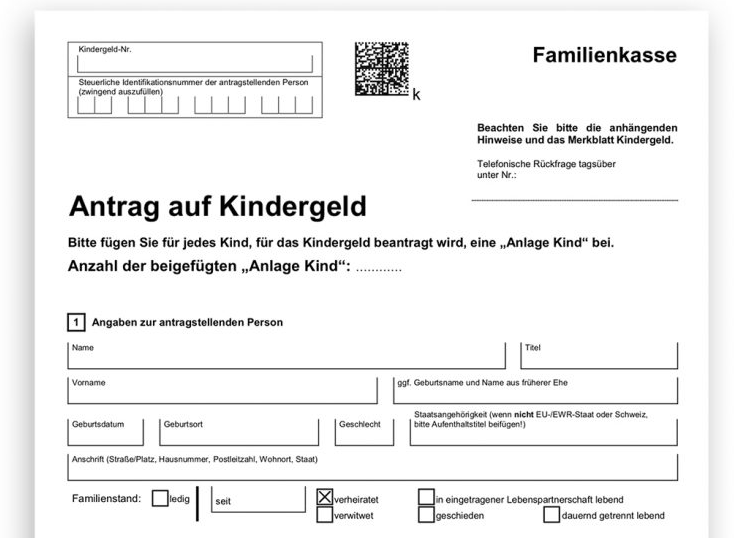 Kindergeld-Nr.
Steuerliche Identifikationsnummer der antragstellenden Person
(zwingend auszufüllen)
k
Familienkasse
Beachten Sie bitte die anhängenden
Hinweise und das Merkblatt Kindergeld.
Telefonische Rückfrage tagsüber
unter Nr.:
Antrag auf Kindergeld
Bitte fügen Sie für jedes Kind, für das Kindergeld beantragt wird, eine „Anlage Kind“ bei.
Anzahl der beigefügten „Anlage Kind“: ............
1 Angaben zur antragstellenden Person
Name
Titel
Vorname
ggf. Geburtsname und Name aus früherer Ehe
Geburtsdatum
Geburtsort
Geschlecht
Staatsangehörigkeit (wenn nicht EU-/EWR-Staat oder Schweiz,
bitte Aufenthaltstitel beifügen!)
Anschrift (Straße/Platz, Hausnummer, Postleitzahl, Wohnort, Staat)
Familienstand: ledig seit verheiratet in eingetragener Lebenspartnerschaft lebend
verwitwet geschieden dauernd getrennt lebend